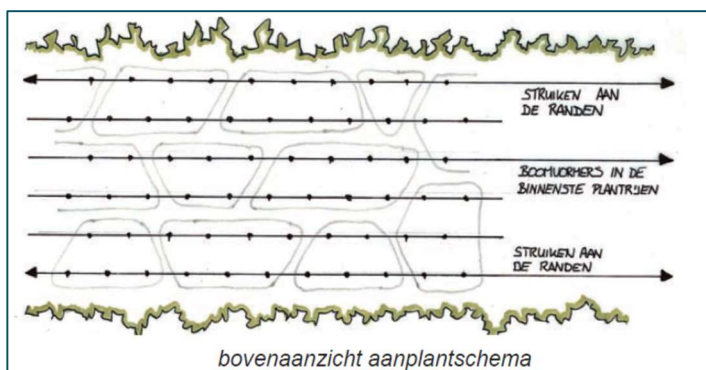 STRUIKEN AAN
DE RANDEN
BOOMVORMERS IN DE
BINNENSTE PLANTRIJEN
STRUIKEN AAN
DE RANDEN
bovenaanzicht aanplantschema